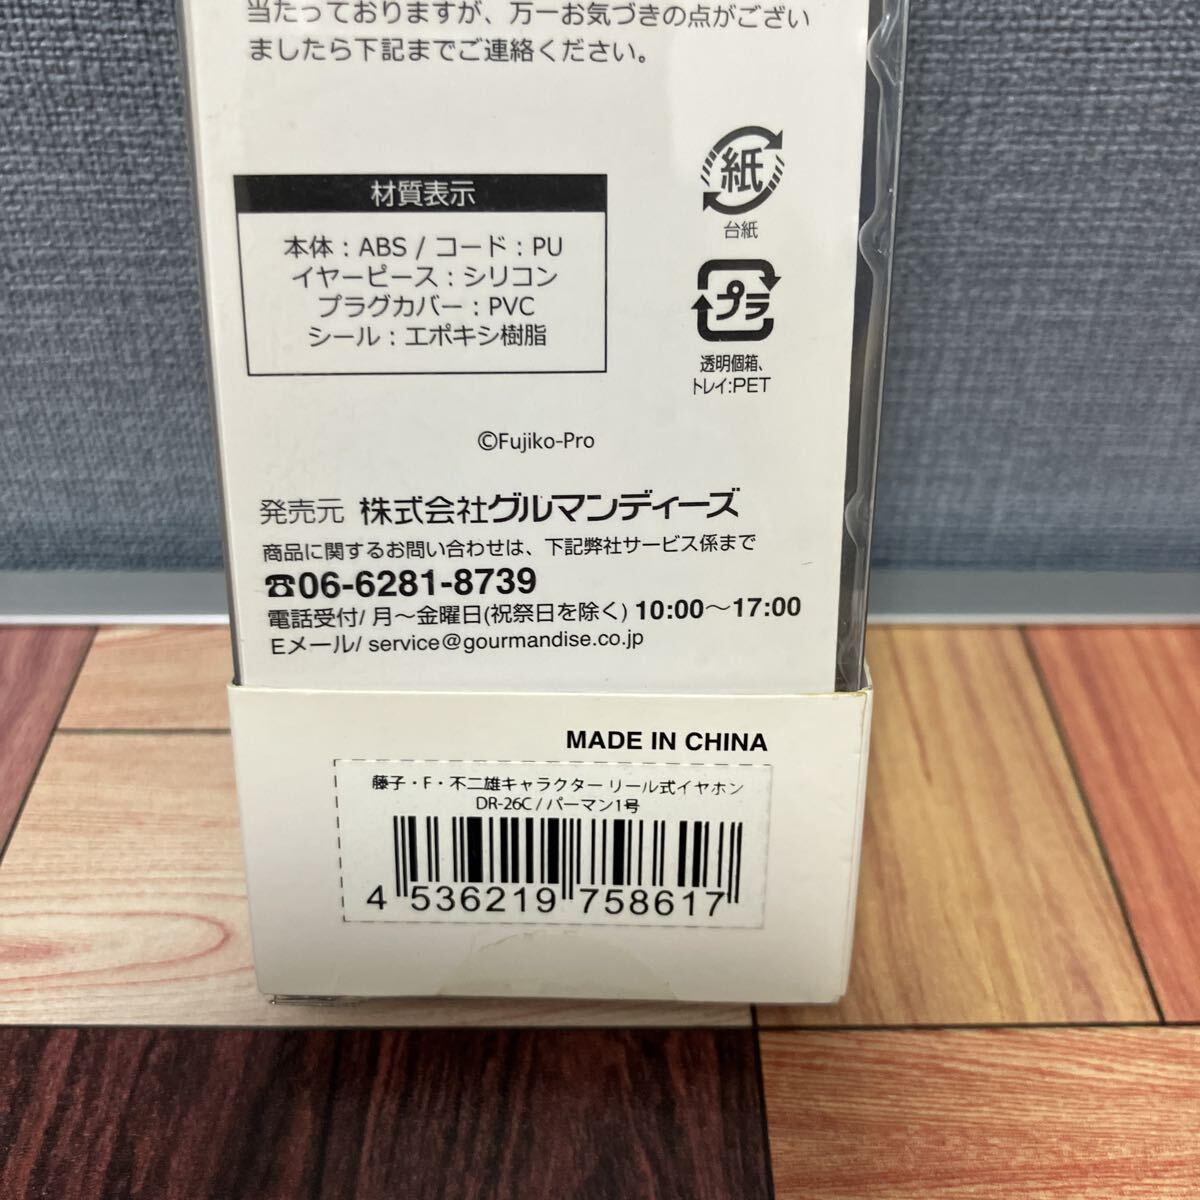 当たっておりますが、万一お気づきの点がござい
ましたら下記までご連絡ください。
紙
台紙
プラ
透明個箱、
トレイ:PET
材質表示
本体：ABS / コード：PU
イヤーピース：シリコン
プラグカバー：PVC
シール：エポキシ樹脂
©Fujiko-Pro
発売元 株式会社グルマンディーズ
商品に関するお問い合わせは、下記弊社サービス係まで
☎06-6281-8739
電話受付/ 月〜金曜日(祝祭日を除く) 10:00〜17:00
Eメール/ service@gourmandise.co.jp
MADE IN CHINA
藤子・F・不二雄キャラクター リール式イヤホン
DR-26C / パーマン1号
4 536219 758617